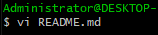 Administrator@DESKTOP-
$ vi README.md